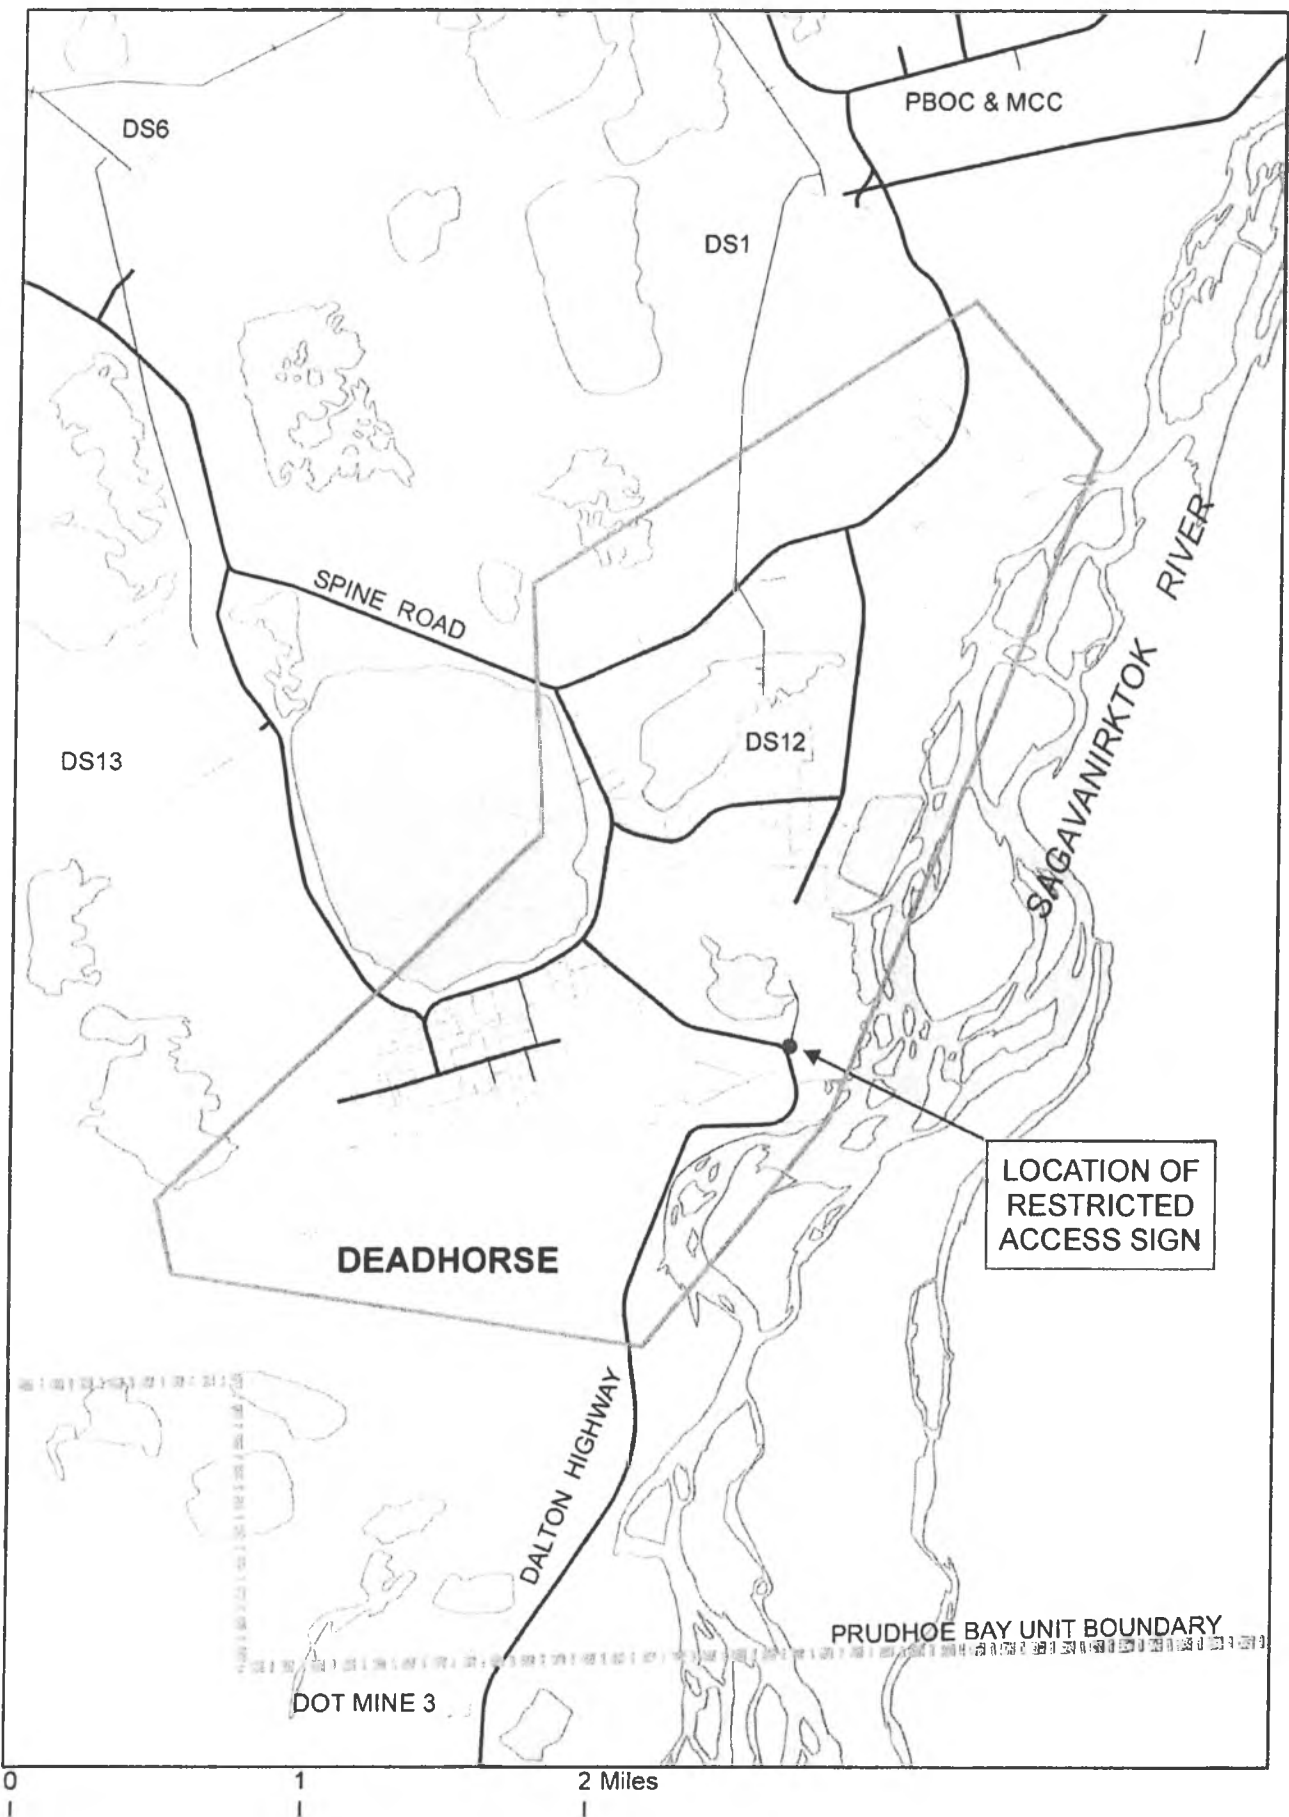 PBOC & MCC
DS6
DS1
SPINE ROAD
SAGAVANIRKTOK RIVER
DS12
DS13
LOCATION OF
RESTRICTED
ACCESS SIGN
DEADHORSE
DALTON HIGHWAY
PRUDHOE BAY UNIT BOUNDARY
DOT MINE 3
0 1 2 Miles